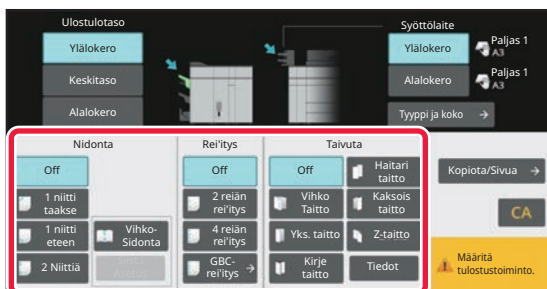 Ulostulotaso
Ylälokero
Keskitaso
Alalokero
Syöttölaite
Ylälokero
Paljas 1
A3
Alalokero
Paljas 1
A3
Tyyppi ja koko
Nidonta
Off
1 niitti
taakse
1 niitti
eteen
2 Niittiä
Vihko-
Sidonta
Rei'itys
Off
2 reiän
rei'itys
4 reiän
rei'itys
GBC-
rei'itys
Taivuta
Off
Vihko
Taitto
Yks. taitto
Kirje
taitto
Haitari
taitto
Kaksois
taitto
Z-taitto
Tiedot
Kopiota/Sivua
CA
Määritä
tulostustoiminto.